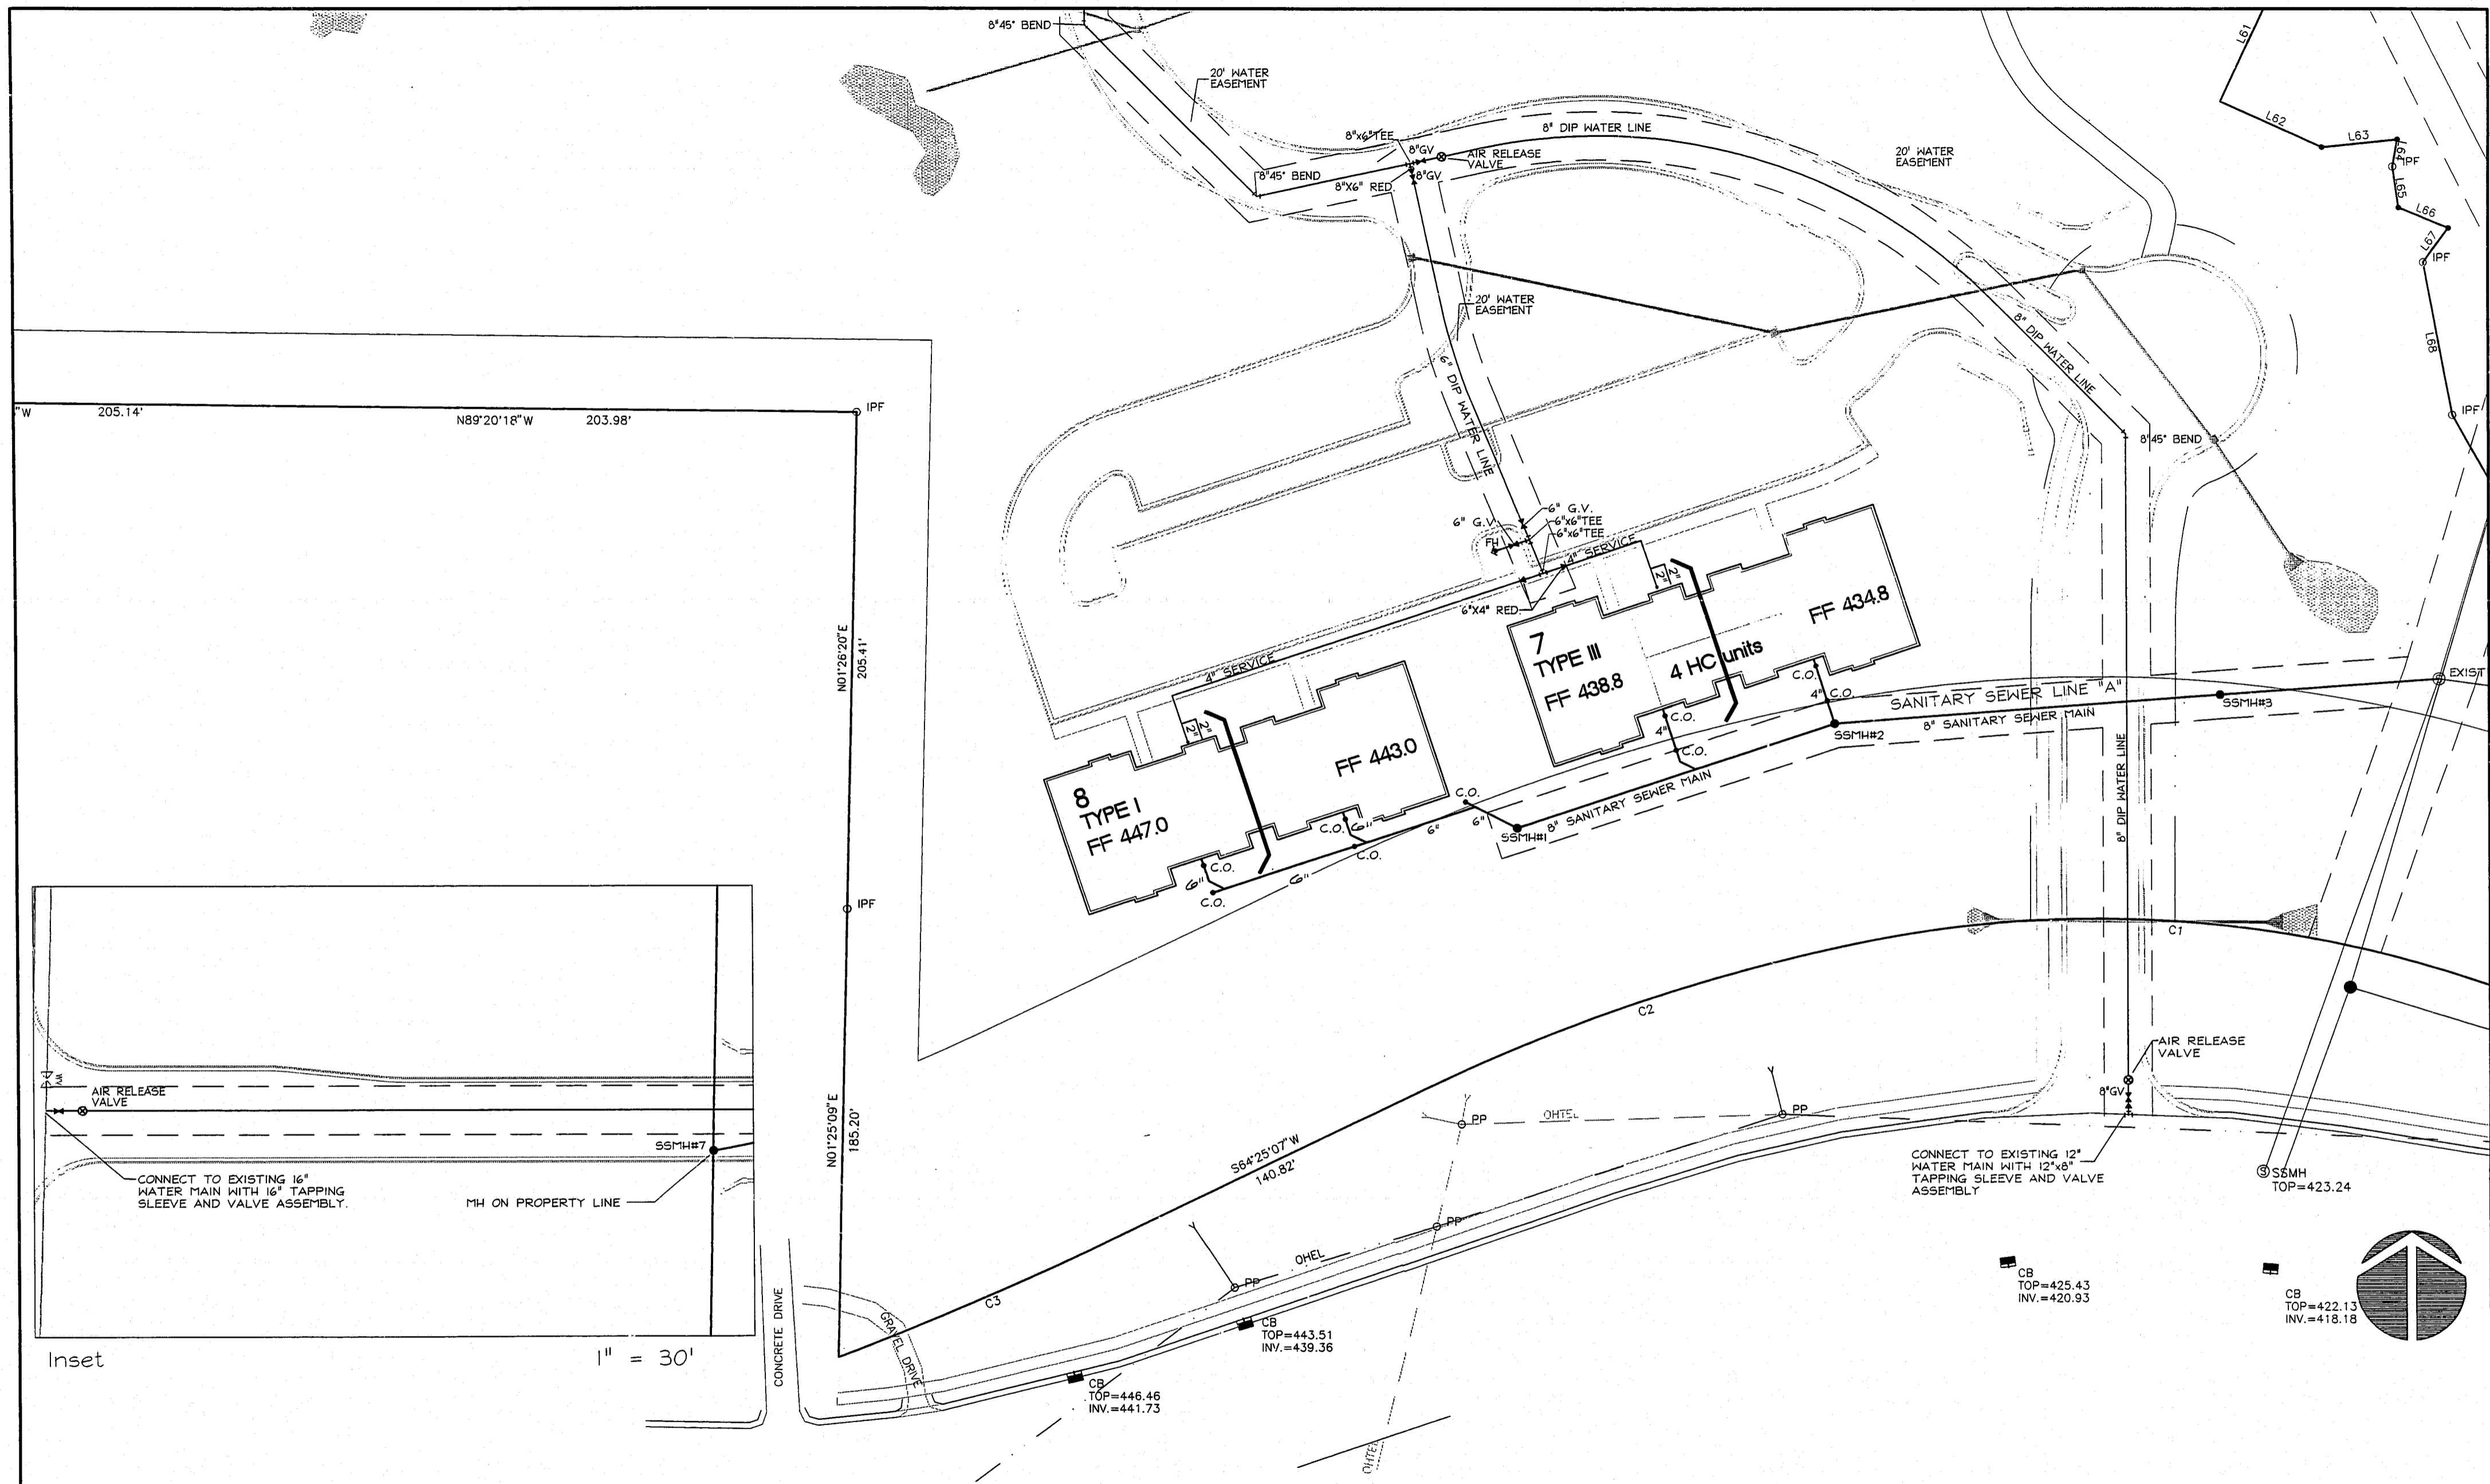 8"45° BEND
20' WATER
EASEMENT
8"x6"TEE
8"GV
AIR RELEASE
VALVE
8" DIP WATER LINE
20' WATER
EASEMENT
8"45° BEND
8"X6" RED.
8"GV
L61
L62
L63
L64
IPF
L65
L66
L67
IPF
L68
IPF
20' WATER
EASEMENT
8" DIP WATER LINE
6" DIP WATER LINE
8"45° BEND
"W
205.14'
N89°20'18"W
203.98'
IPF
6" G.V.
6" G.V.
6"x6"TEE
6"x6"TEE
FH
4" SERVICE
2"
2"
6"X4" RED.
7
TYPE III
FF 438.8
4 HC units
FF 434.8
N01°26'20"E
205.41'
4" SERVICE
2"
2"
8
TYPE I
FF 447.0
FF 443.0
C.O.
4"
C.O.
C.O.
4"
C.O.
SANITARY SEWER LINE "A"
8" SANITARY SEWER MAIN
SSMH#2
SSMH#3
EXIST
8" DIP WATER LINE
C.O.
6"
6"
SSMH#1
8" SANITARY SEWER MAIN
C.O.
6"
C.O.
C.O.
6"
6"
C.O.
IPF
C1
C2
N01°25'09"E
185.20'
AIR RELEASE
VALVE
8"GV
PP
OHTEL
PP
S64°25'07"W
140.82'
CONNECT TO EXISTING 12"
WATER MAIN WITH 12"x8"
TAPPING SLEEVE AND VALVE
ASSEMBLY
SSMH
TOP=423.24
PP
OHEL
PP
C3
CB
TOP=425.43
INV.=420.93
CB
TOP=422.13
INV.=418.18
CB
TOP=443.51
INV.=439.36
CB
TOP=446.46
INV.=441.73
CONCRETE DRIVE
GRAVEL DRIVE
OHTEL
WV
AIR RELEASE
VALVE
SSMH#7
CONNECT TO EXISTING 16"
WATER MAIN WITH 16" TAPPING
SLEEVE AND VALVE ASSEMBLY.
MH ON PROPERTY LINE
Inset
1" = 30'